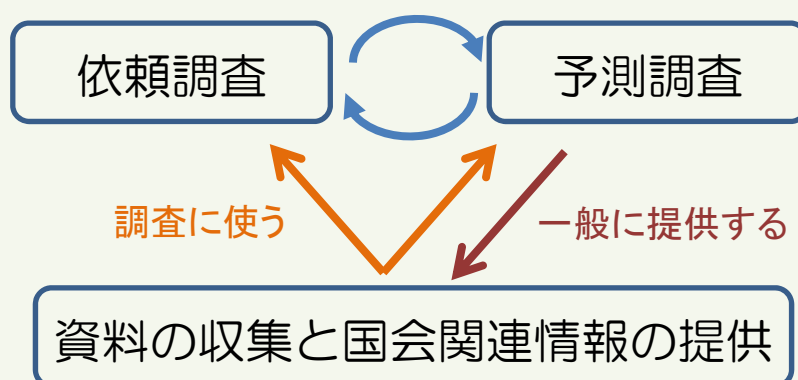 依頼調査
予測調査
調査に使う
一般に提供する
資料の収集と国会関連情報の提供